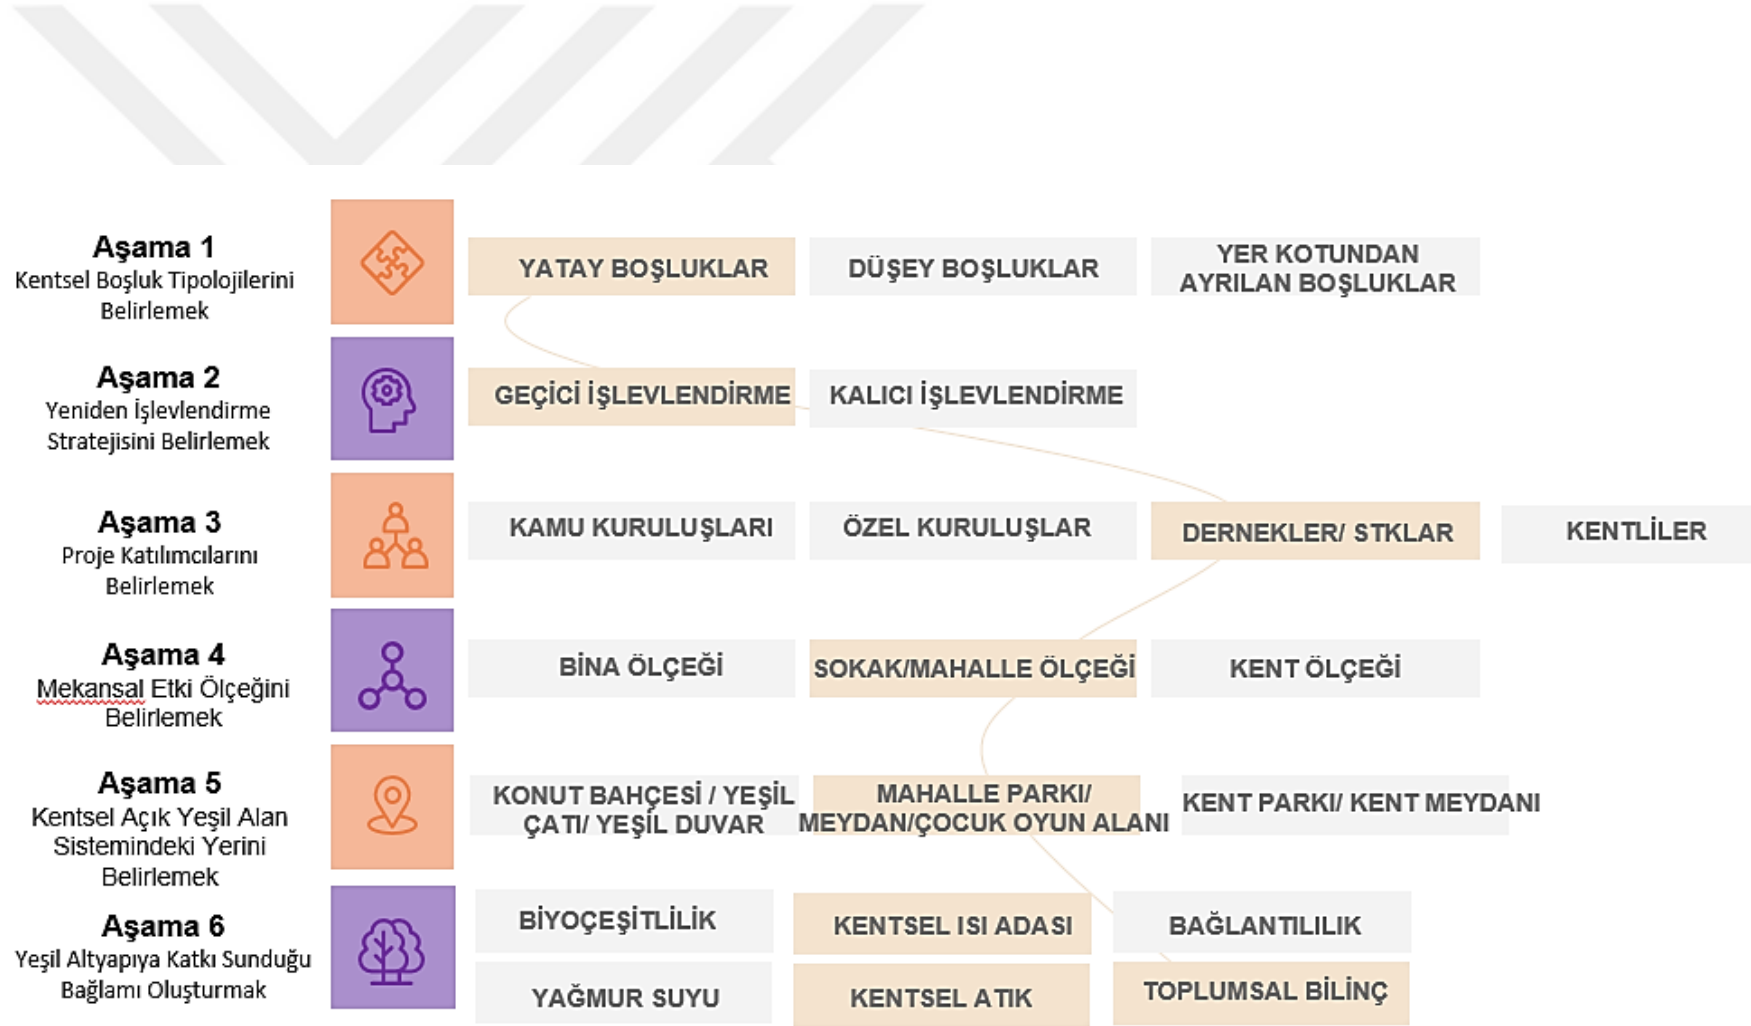 Aşama 1
Kentsel Boşluk Tipolojilerini
Belirlemek
YATAY BOŞLUKLAR
DÜŞEY BOŞLUKLAR
YER KOTUNDAN
AYRILAN BOŞLUKLAR
Aşama 2
Yeniden İşlevlendirme
Stratejisini Belirlemek
GEÇİCİ İŞLEVLENDİRME
KALICI İŞLEVLENDİRME
Aşama 3
Proje Katılımcılarını
Belirlemek
KAMU KURULUŞLARI
ÖZEL KURULUŞLAR
DERNEKLER/ STKLAR
KENTLİLER
Aşama 4
Mekansal Etki Ölçeğini
Belirlemek
BİNA ÖLÇEĞİ
SOKAK/MAHALLE ÖLÇEĞİ
KENT ÖLÇEĞİ
Aşama 5
Kentsel Açık Yeşil Alan
Sistemindeki Yerini
Belirlemek
KONUT BAHÇESİ / YEŞİL
ÇATI/ YEŞİL DUVAR
MAHALLE PARKI/
MEYDAN/ÇOCUK OYUN ALANI
KENT PARKI/ KENT MEYDANI
Aşama 6
Yeşil Altyapıya Katkı Sunduğu
Bağlamı Oluşturmak
BİYOÇEŞİTLİLİK
KENTSEL ISI ADASI
BAĞLANTILILIK
YAĞMUR SUYU
KENTSEL ATIK
TOPLUMSAL BİLİNÇ